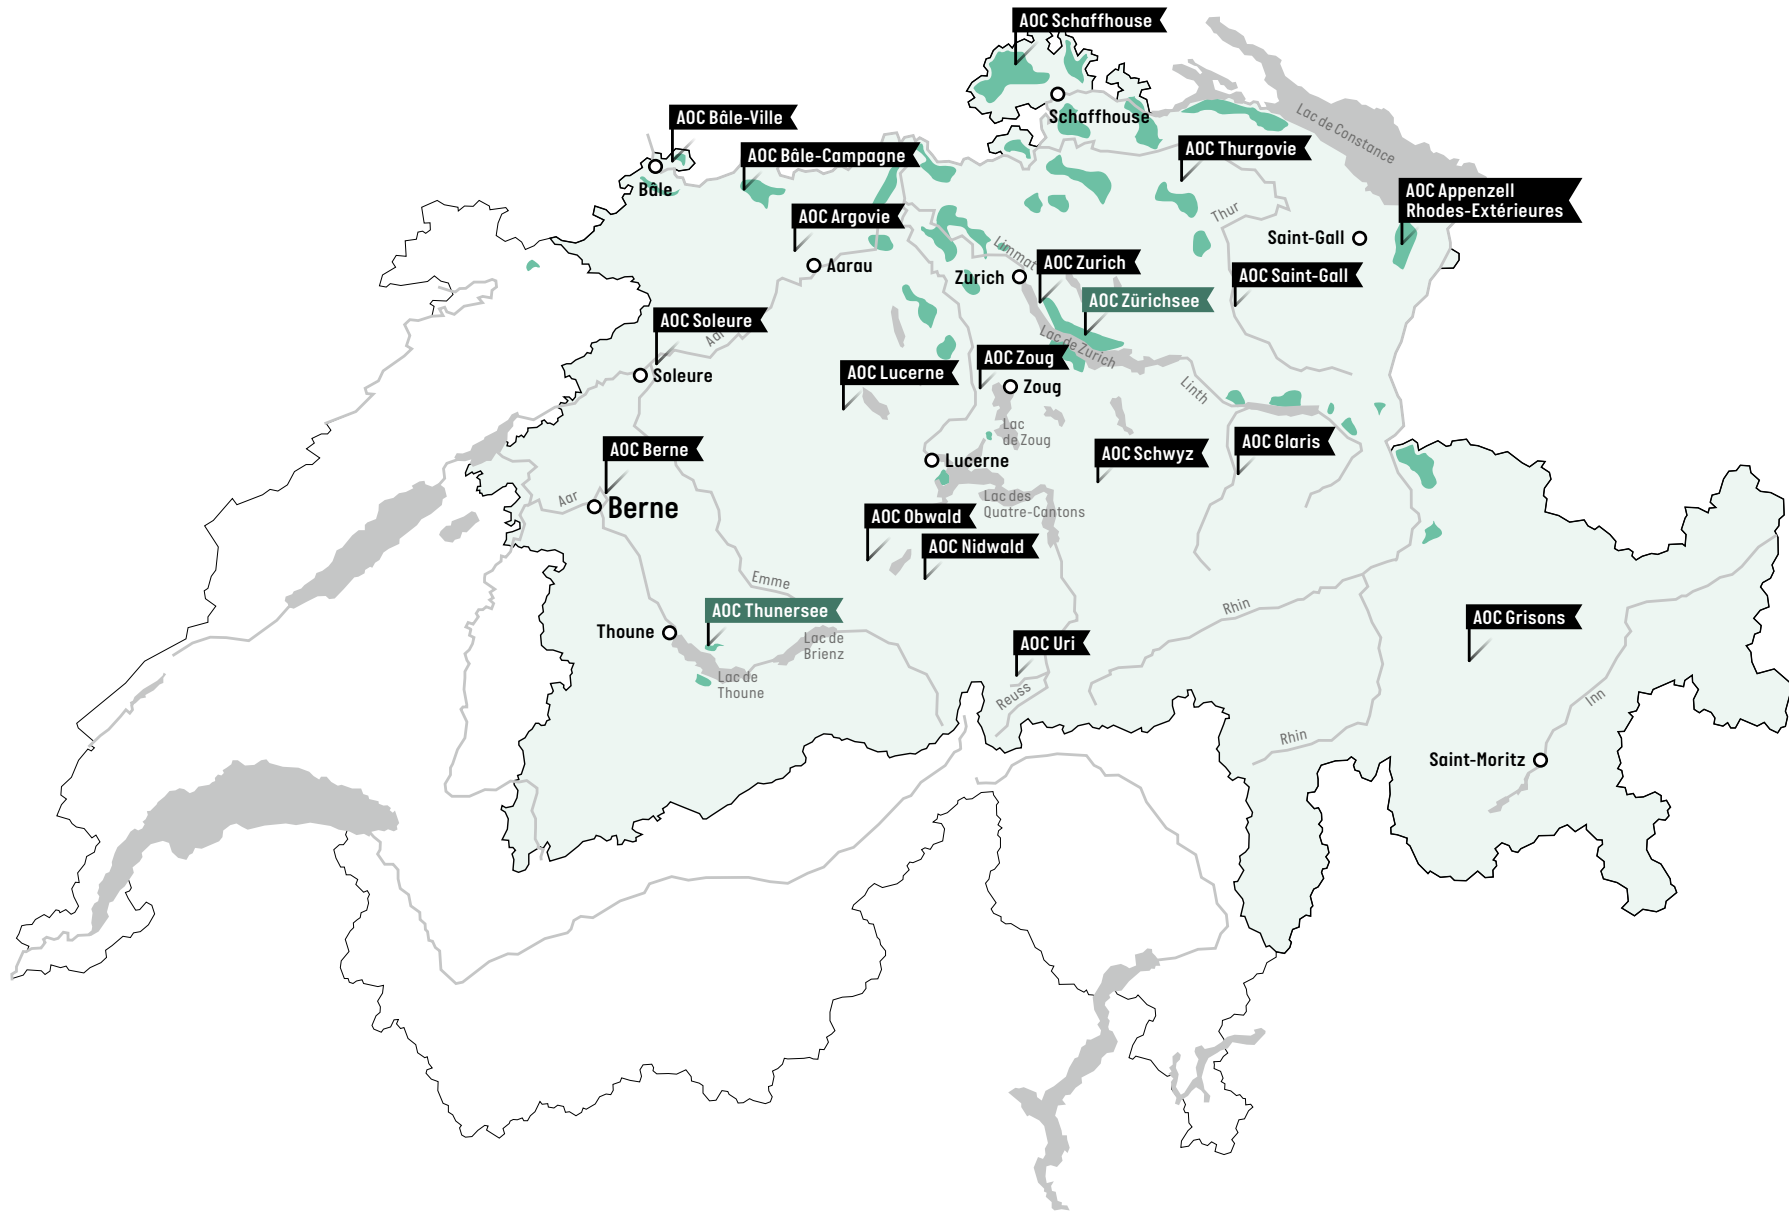 AOC Schaffhouse
Schaffhouse
Lac de Constance
AOC Bâle-Ville
AOC Bâle-Campagne
AOC Thurgovie
Bâle
AOC Appenzell
Rhodes-Extérieures
AOC Argovie
Thur
Saint-Gall
Limmat
Aarau
Zurich
AOC Zurich
AOC Saint-Gall
AOC Zürichsee
AOC Soleure
Lac de Zurich
AOC Zoug
AOC Lucerne
Soleure
Zoug
Linth
Lac
de Zoug
AOC Berne
AOC Schwyz
AOC Glaris
Lucerne
Aar
Berne
Lac des
Quatre-Cantons
AOC Obwald
AOC Nidwald
Emme
Rhin
AOC Thunersee
AOC Grisons
Thoune
Lac de
Brienz
AOC Uri
Lac de
Thoune
Reuss
Inn
Rhin
Saint-Moritz